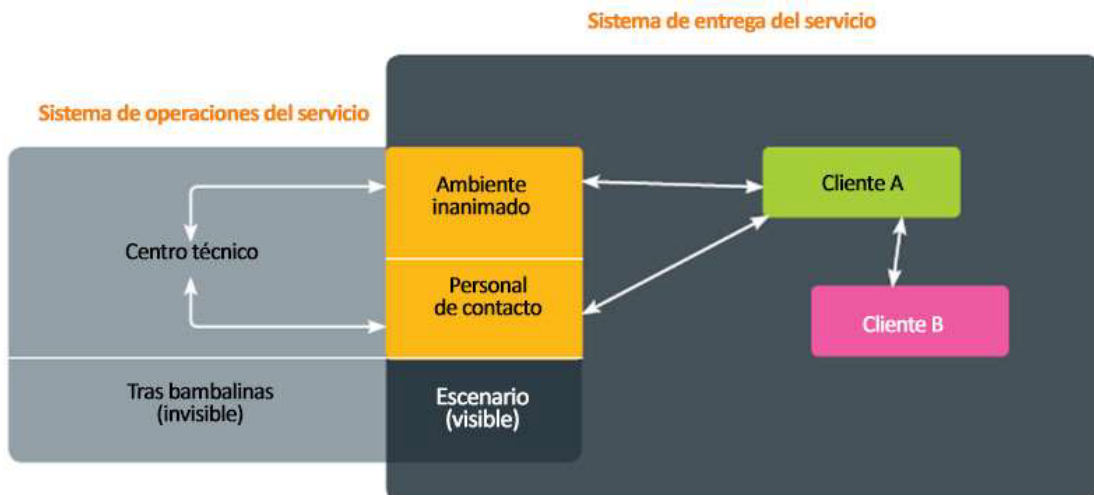 Sistema de entrega del servicio
Sistema de operaciones del servicio
Ambiente
inanimado
Cliente A
Centro técnico
Personal
de contacto
Cliente B
Tras bambalinas
(invisible)
Escenario
(visible)